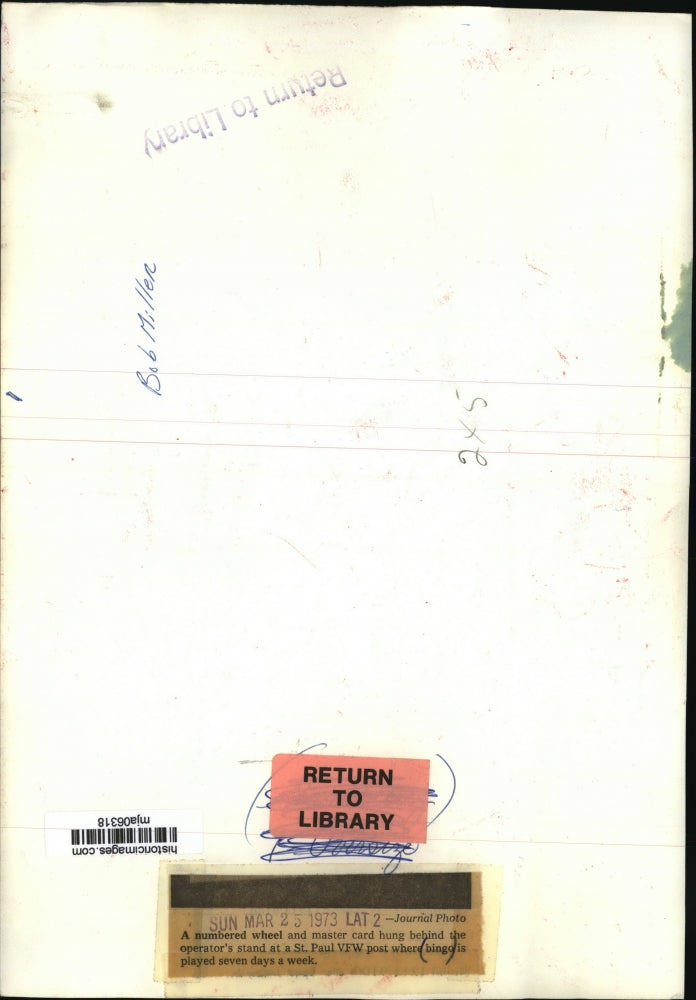 Return to Library
Bob Miller
2x5
RETURN
TO
LIBRARY
Oversize
mja06318
historicimages.com
SUN MAR 25 1973 LAT 2 —Journal Photo
A numbered wheel and master card hung behind the
operator's stand at a St. Paul VFW post where (bingo) is
played seven days a week.